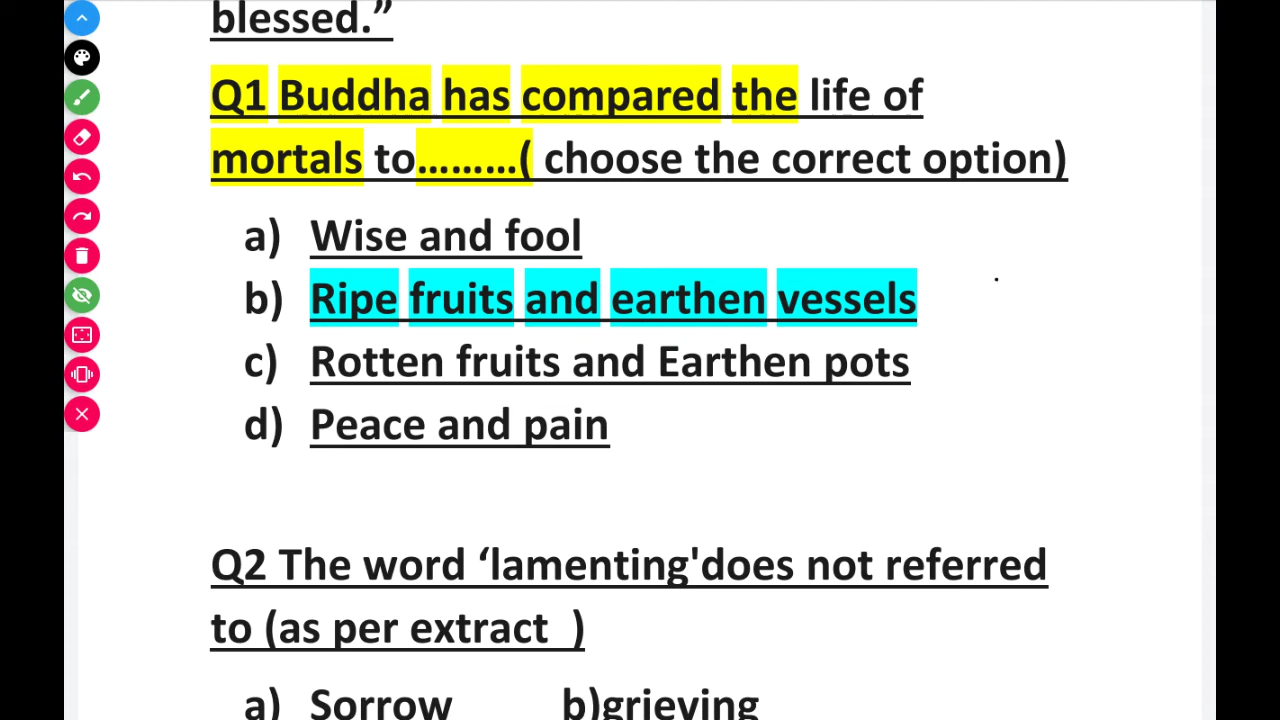 blessed.”
Q1 Buddha has compared the life of
mortals to………( choose the correct option)
a) Wise and fool
b) Ripe fruits and earthen vessels
c) Rotten fruits and Earthen pots
d) Peace and pain
Q2 The word ‘lamenting'does not referred
to (as per extract )
a) Sorrow b)grieving